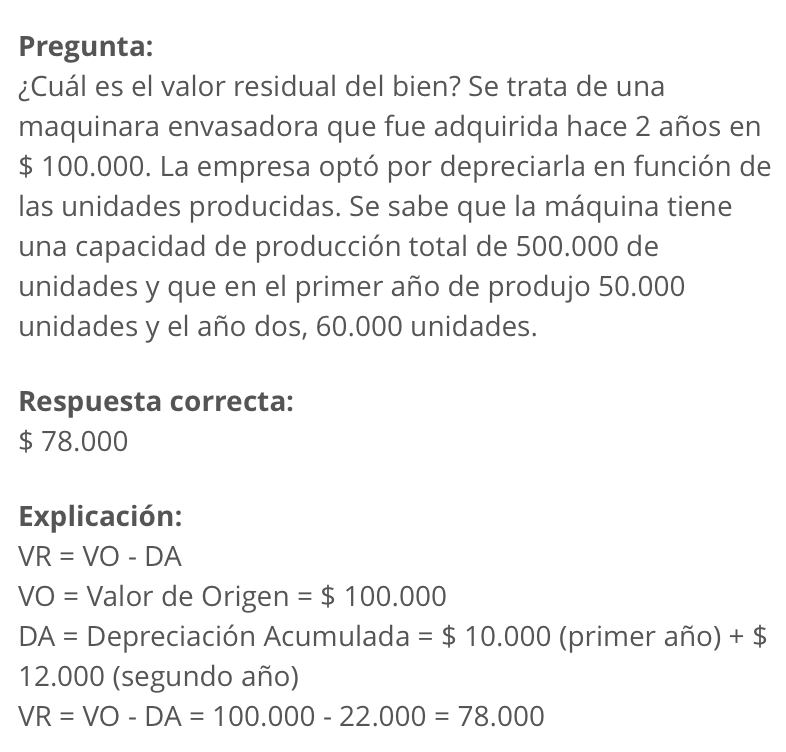 Pregunta:
¿Cuál es el valor residual del bien? Se trata de una
maquinara envasadora que fue adquirida hace 2 años en
$ 100.000. La empresa optó por depreciarla en función de
las unidades producidas. Se sabe que la máquina tiene
una capacidad de producción total de 500.000 de
unidades y que en el primer año de produjo 50.000
unidades y el año dos, 60.000 unidades.
Respuesta correcta:
$ 78.000
Explicación:
VR = VO - DA
VO = Valor de Origen = $ 100.000
DA = Depreciación Acumulada = $ 10.000 (primer año) + $
12.000 (segundo año)
VR = VO - DA = 100.000 - 22.000 = 78.000